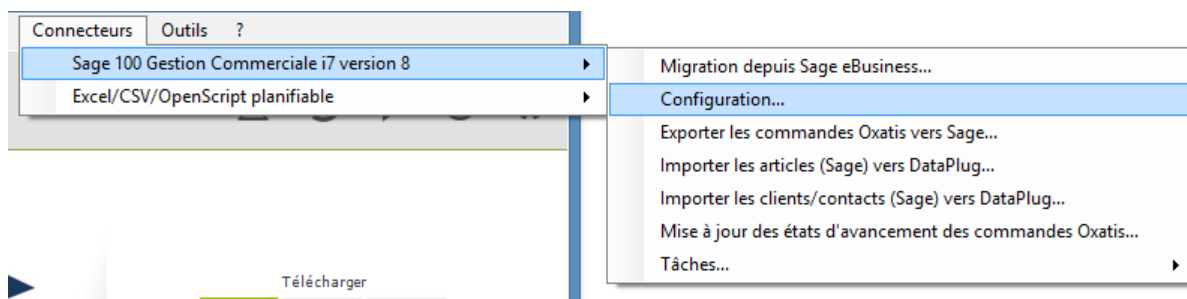 Connecteurs Outils ?
Sage 100 Gestion Commerciale i7 version 8
Excel/CSV/OpenScript planifiable
Migration depuis Sage eBusiness...
Configuration...
Exporter les commandes Oxatis vers Sage...
Importer les articles (Sage) vers DataPlug...
Importer les clients/contacts (Sage) vers DataPlug...
Mise à jour des états d'avancement des commandes Oxatis...
Tâches...
Télécharger